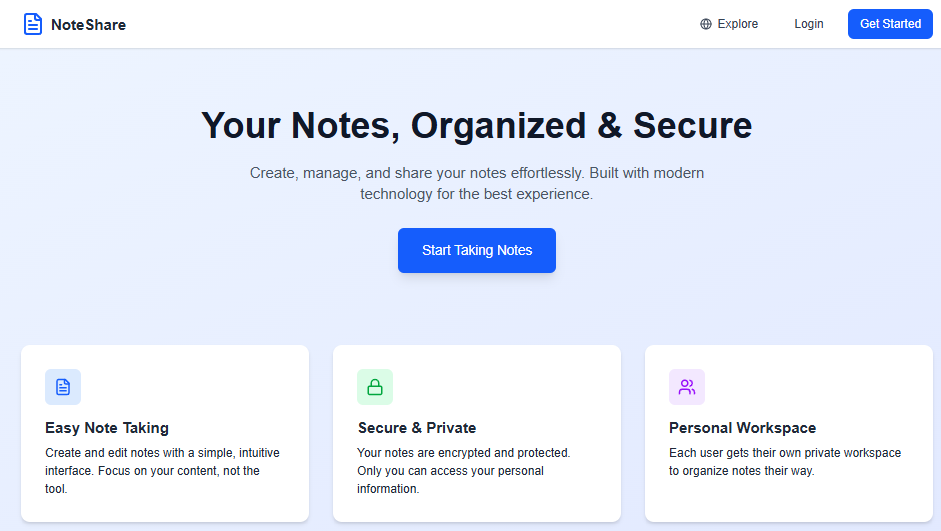 NoteShare
Explore
Login
Get Started
Your Notes, Organized & Secure
Create, manage, and share your notes effortlessly. Built with modern
technology for the best experience.
Start Taking Notes
Easy Note Taking
Create and edit notes with a simple, intuitive
interface. Focus on your content, not the
tool.
Secure & Private
Your notes are encrypted and protected.
Only you can access your personal
information.
Personal Workspace
Each user gets their own private workspace
to organize notes their way.